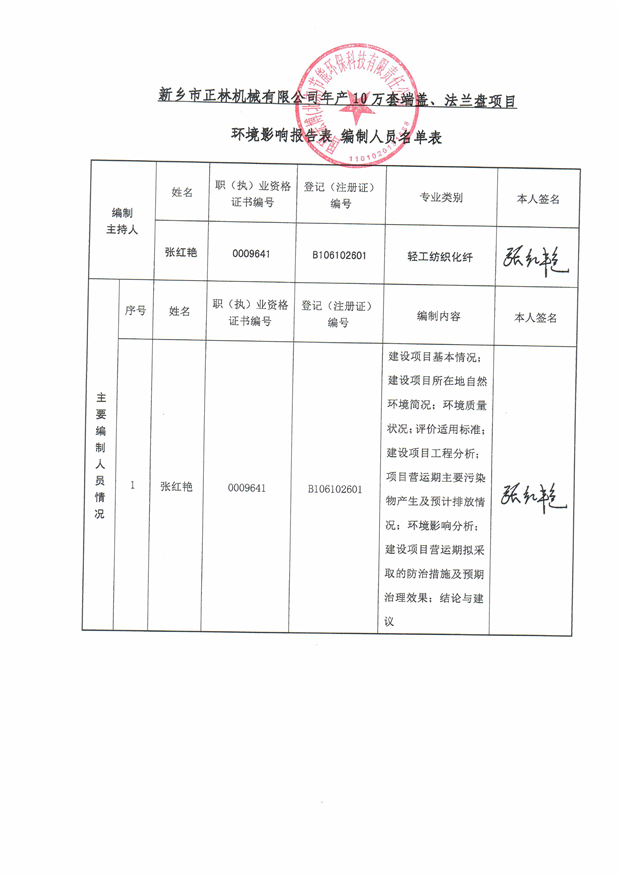 新乡市正林机械有限公司年产10万套端盖、法兰盘项目
环境影响报告表 编制人员名单表
节能环保科技有限责任公司
编制
主持人
姓名
职（执）业资格
证书编号
登记（注册证）
编号
专业类别
本人签名
张红艳
0009641
B106102601
轻工纺织化纤
张红艳
主要编制人员情况
序号
姓名
职（执）业资格
证书编号
登记（注册证）
编号
编制内容
本人签名
1
张红艳
0009641
B106102601
建设项目基本情况；
建设项目所在地自然
环境简况；环境质量
状况；评价适用标准；
建设项目工程分析；
项目营运期主要污染
物产生及预计排放情
况；环境影响分析；
建设项目营运期拟采
取的防治措施及预期
治理效果；结论与建
议
张红艳